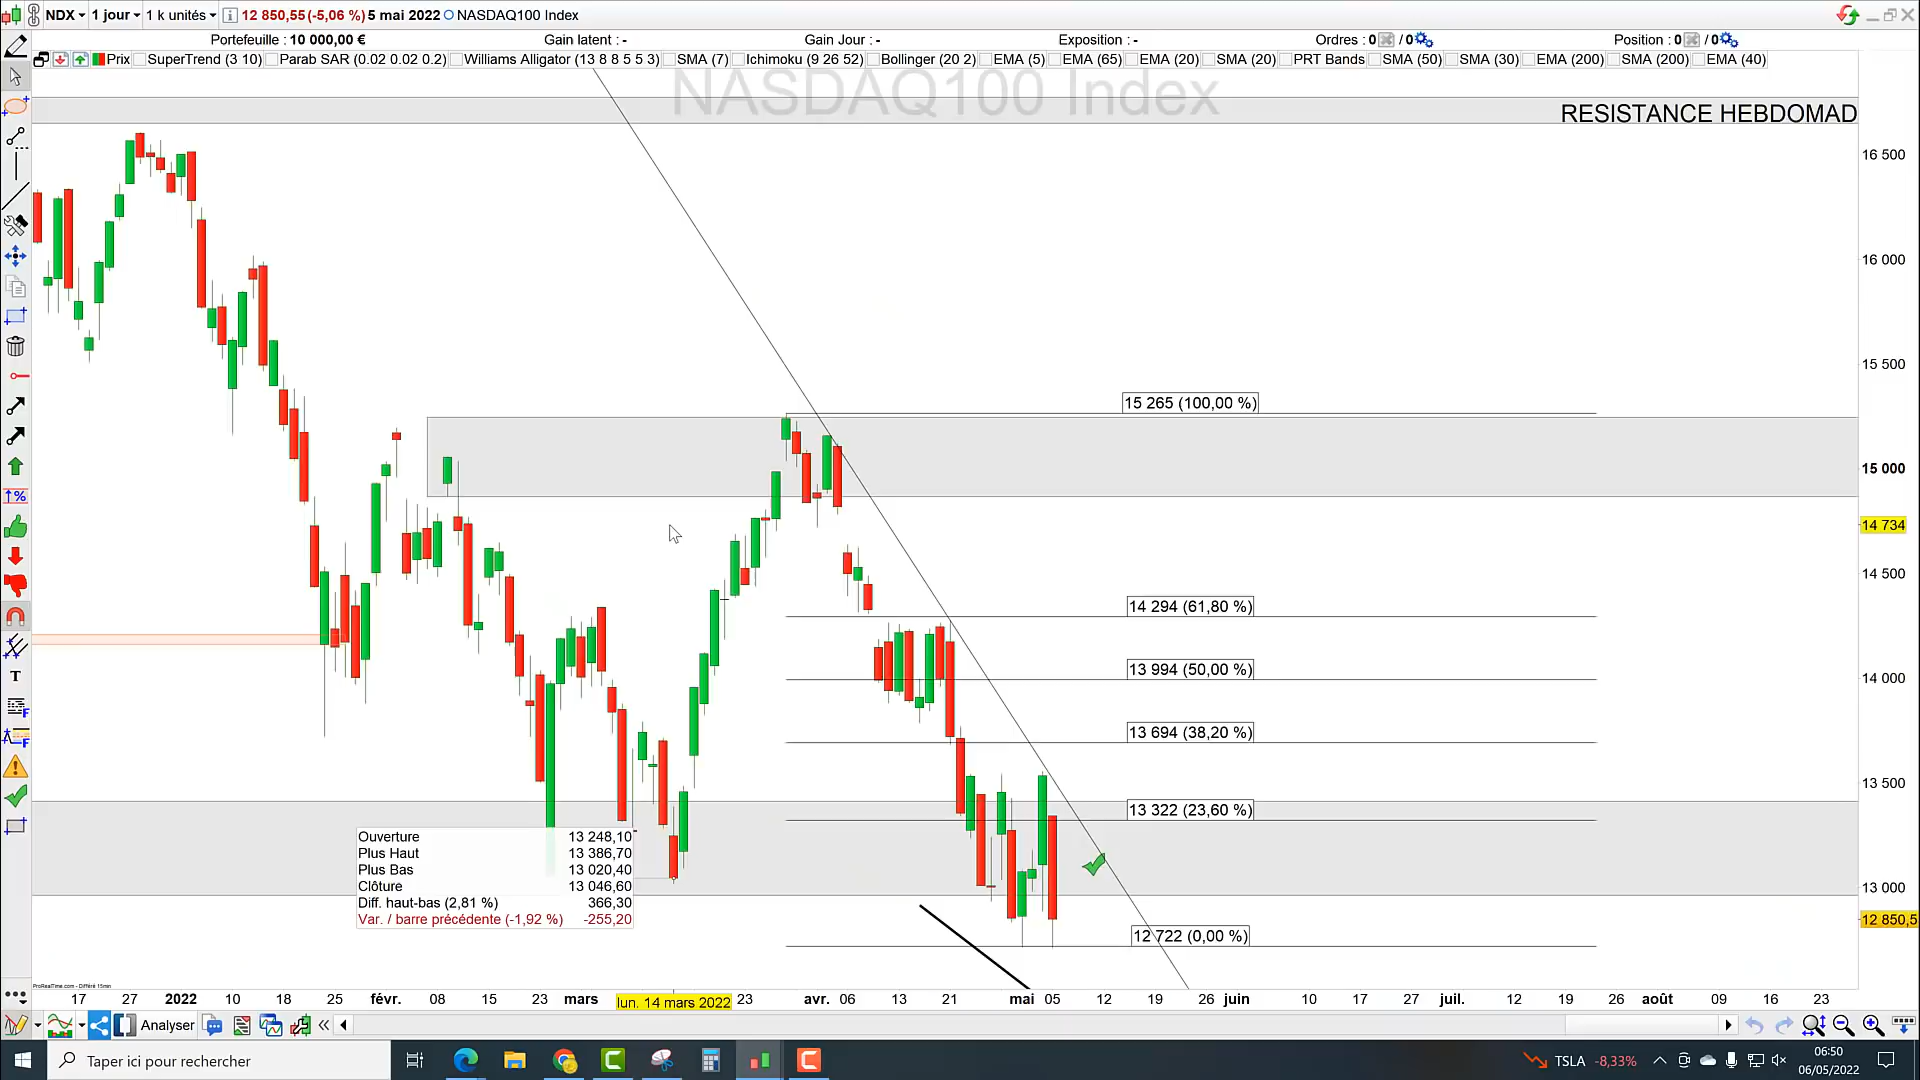 NDX 1 jour 1 k unités 12 850,55 (-5,06 %) 5 mai 2022 NASDAQ100 Index
Portefeuille : 10 000,00 € Gain latent : - Gain Jour : - Exposition : - Ordres : 0 / 0 Position : 0 / 0
Prix SuperTrend (3 10) Parab SAR (0.02 0.02 0.2) Williams Alligator (13 8 8 5 5 3) SMA (7) Ichimoku (9 26 52) Bollinger (20 2) EMA (5) EMA (65) EMA (20) SMA (20) PRT Bands SMA (50) SMA (30) EMA (200) SMA (200) EMA (40)
NASDAQ100 Index
RESISTANCE HEBDOMAD
16 500
16 000
15 500
15 265 (100,00 %)
15 000
14 734
14 500
14 294 (61,80 %)
13 994 (50,00 %)
14 000
13 694 (38,20 %)
13 500
13 322 (23,60 %)
Ouverture 13 248,10
Plus Haut 13 386,70
Plus Bas 13 020,40
Clôture 13 046,60
Diff. haut-bas (2,81 %) 366,30
Var. / barre précédente (-1,92 %) -255,20
13 000
12 850,5
12 722 (0,00 %)
ProRealTime.com - Différé 15min
17 27 2022 10 18 25 févr. 08 15 23 mars lun. 14 mars 2022 23 avr. 06 13 21 mai 05 12 19 26 juin 10 17 27 juil. 12 19 26 août 09 16 23
Analyser
Taper ici pour rechercher
TSLA -8,33%
06:50
06/05/2022